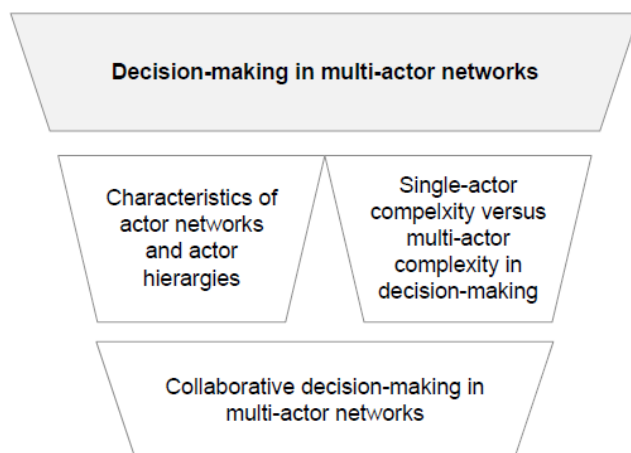 Decision-making in multi-actor networks
Characteristics of
actor networks
and actor
hierargies
Single-actor
compelxity versus
multi-actor
complexity in
decision-making
Collaborative decision-making in
multi-actor networks